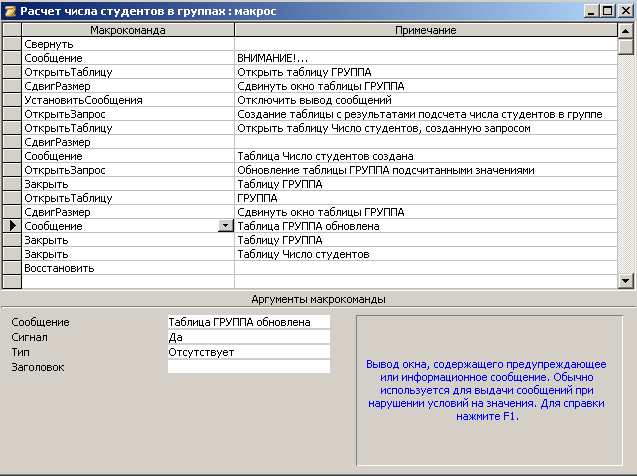 Расчет числа студентов в группах : макрос
Макрокоманда Примечание
Свернуть
Сообщение ВНИМАНИЕ!...
ОткрытьТаблицу Открыть таблицу ГРУППА
СдвигРазмер Сдвинуть окно таблицы ГРУППА
УстановитьСообщения Отключить вывод сообщений
ОткрытьЗапрос Создание таблицы с результатами подсчета числа студентов в группе
ОткрытьТаблицу Открыть таблицу Число студентов, созданную запросом
СдвигРазмер
Сообщение Таблица Число студентов создана
ОткрытьЗапрос Обновление таблицы ГРУППА подсчитанными значениями
Закрыть Таблицу ГРУППА
ОткрытьТаблицу ГРУППА
СдвигРазмер Сдвинуть окно таблицы ГРУППА
Сообщение Таблица ГРУППА обновлена
Закрыть Таблицу ГРУППА
Закрыть Таблицу Число студентов
Восстановить
Аргументы макрокоманды
Сообщение Таблица ГРУППА обновлена
Сигнал Да
Тип Отсутствует
Заголовок
Вывод окна, содержащего предупреждающее
или информационное сообщение. Обычно
используется для выдачи сообщений при
нарушении условий на значения. Для справки
нажмите F1.